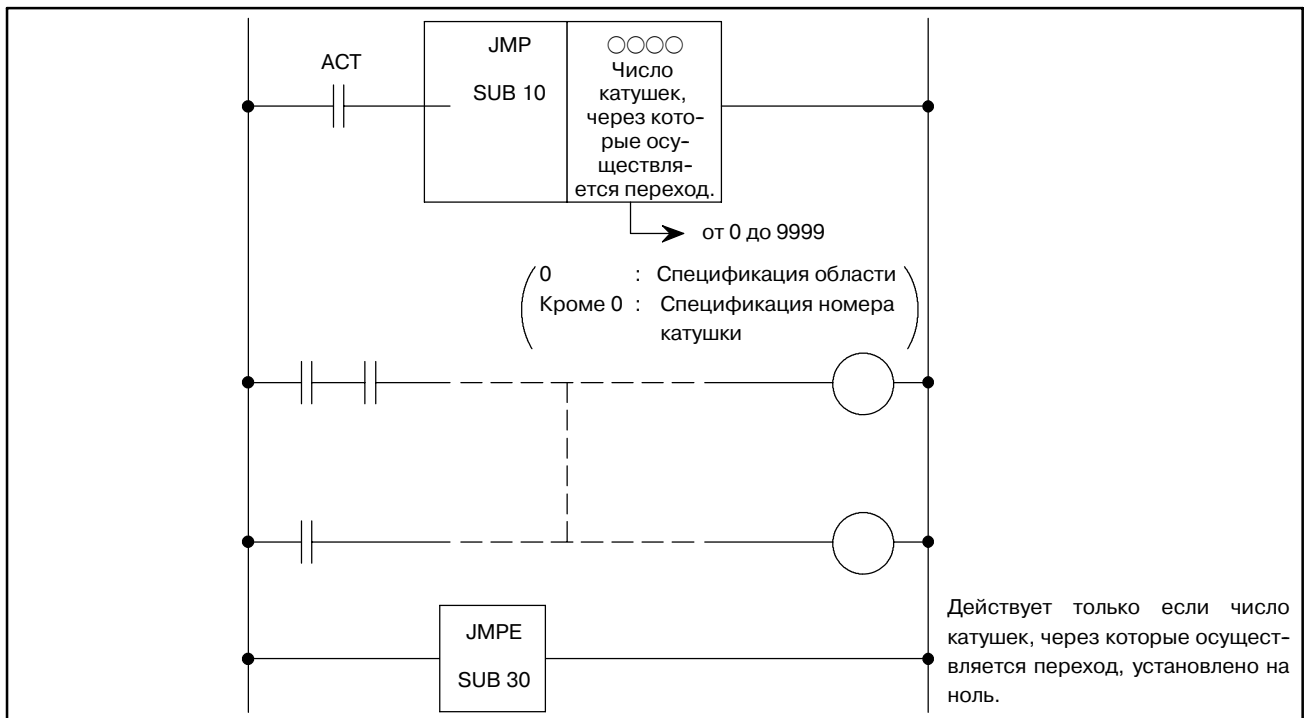 JMP
○○○○
ACT
Число
SUB 10
катушек,
через кото-
рые осу-
ществля-
ется переход.
от 0 до 9999
0 : Спецификация области
Кроме 0 : Спецификация номера
катушки
Действует только если число
катушек, через которые осущест-
вляется переход, установлено на
ноль.
JMPE
SUB 30